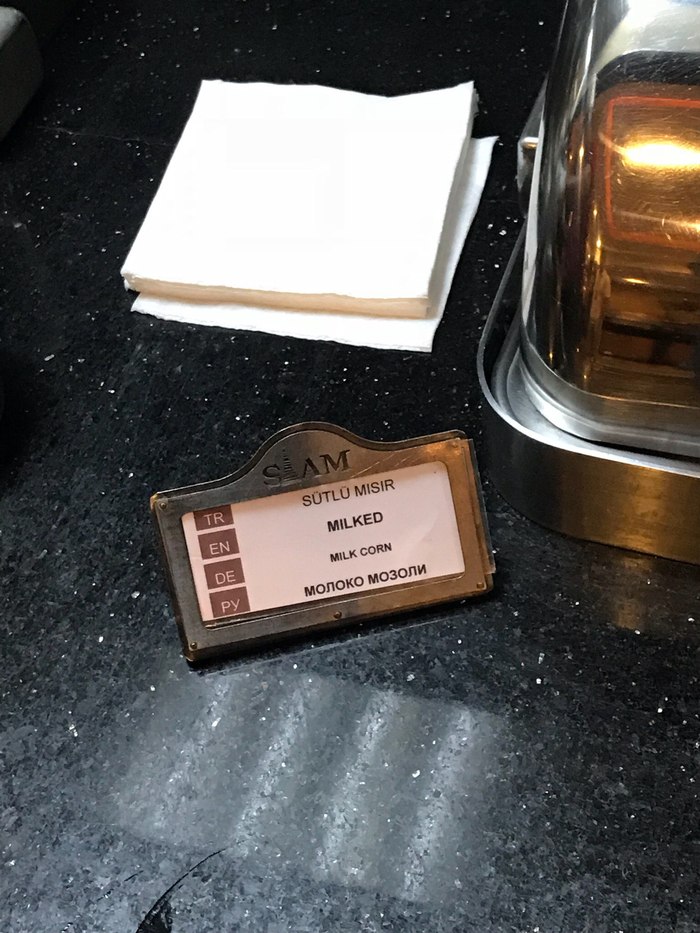 SIAM
TR SÜTLÜ MISIR
EN MILKED
DE MILK CORN
РУ МОЛОКО МОЗОЛИ